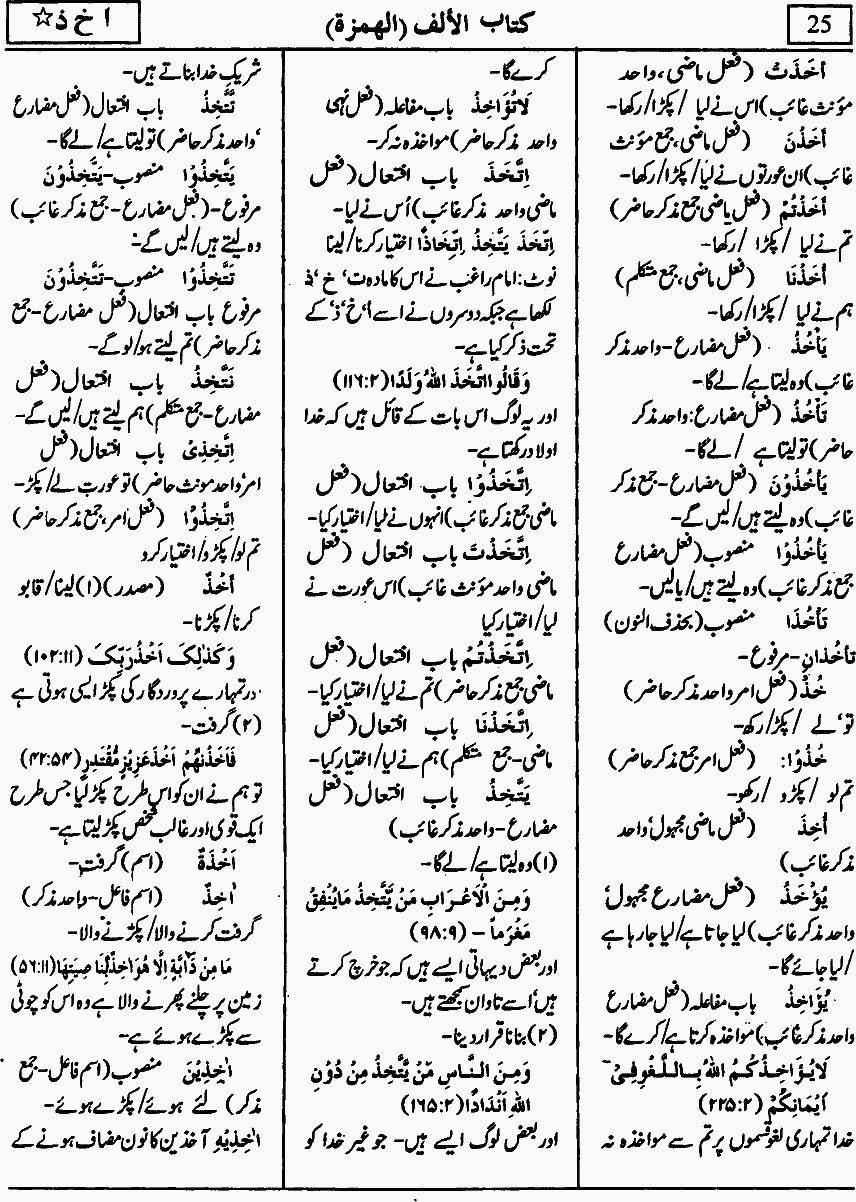 25
كتاب الألف (الهمزة)
ا خ ذ ☆
أَخَذَتْ (فعل ماضی، واحد
مؤنث غائب) اس نے لیا / پکڑا/ رکھا-
أَخَذْنَ (فعل ماضی، جمع مؤنث
غائب) ان عورتوں نے لیا/ پکڑا/ رکھا-
أَخَذْتُمْ (فعل ماضی جمع مذکر حاضر)
تم نے لیا / پکڑا / رکھا-
أَخَذْنَا (فعل ماضی، جمع متکلم)
ہم نے لیا / پکڑا/ رکھا-
يَأْخُذُ (فعل مضارع- واحد مذکر
غائب) وہ لیتا ہے/ لے گا-
تَأْخُذُ (فعل مضارع: واحد مذکر
حاضر) تو لیتا ہے / لے گا-
يَأْخُذُوْنَ (فعل مضارع- جمع مذکر
غائب) وہ لیتے ہیں/ لیں گے-
يَأْخُذُوْا منصوب (فعل مضارع
جمع مذکر غائب) وہ لیتے ہیں/ یا لیں-
تَأْخُذَا منصوب (بحذف النون)
تأخذان- مرفوع-
خُذْ (فعل امر واحد مذکر حاضر)
تو' لے / پکڑ/ رکھ-
خُذُوْا: (فعل امر جمع مذکر حاضر)
تم لو / پکڑو / رکھو-
أُخِذَ (فعل ماضی مجہول' واحد
مذکر غائب)
يُؤْخَذُ (فعل مضارع مجہول'
واحد مذکر غائب) لیا جاتا ہے/ لیا جا رہا ہے
/ لیا جائے گا-
يُؤَاخِذُ باب مفاعلہ (فعل مضارع
واحد مذکر غائب) مواخذہ کرتا ہے/ کرے گا-
لَايُؤَاخِذُكُمُ اللّٰهُ بِاللَّغْوِ فِيْ
أَيْمَانِكُمْ (۲۲۵:۲)
خدا تمہاری لغو قسموں پر تم سے مواخذہ نہ
کرے گا-
لَاتُؤَاخِذْ باب مفاعلہ (فعل نہی
واحد مذکر حاضر) مواخذہ نہ کر-
اِتَّخَذَ باب افتعال (فعل
ماضی واحد مذکر غائب) اُس نے لیا-
اِتَّخَذَ يَتَّخِذُ اِتِّخَاذًا اختیار کرنا/ لینا
نوٹ: امام راغب نے اس کا مادہ ت' خ' ذ
لکھا ہے جبکہ دوسروں نے اسے ا' خ' ذ' کے
تحت ذکر کیا ہے-
وَقَالُوا اتَّخَذَ اللّٰهُ وَلَدًا (۱۱۶:۲)
اور یہ لوگ اس بات کے قائل ہیں کہ خدا
اولاد رکھتا ہے-
اِتَّخَذُوْا باب افتعال (فعل
ماضی جمع مذکر غائب) انہوں نے لیا/ اختیار کیا-
اِتَّخَذَتْ باب افتعال (فعل
ماضی واحد مؤنث غائب) اس عورت نے
لیا/ اختیار کیا
اِتَّخَذْتُمْ باب افتعال (فعل
ماضی جمع مذکر حاضر) تم نے لیا/ اختیار کیا-
اِتَّخَذْنَا باب افتعال (فعل
ماضی- جمع متکلم) ہم نے لیا/ اختیار کیا-
يَتَّخِذُ باب افتعال (فعل
مضارع- واحد مذکر غائب)
(۱) وہ لیتا ہے/ لے گا-
وَمِنَ الْاَعْرَابِ مَنْ يَّتَّخِذُ مَايُنْفِقُ
مَغْرَمًا - (۹۸:۹)
اور بعض دیہاتی ایسے ہیں کہ جو خرچ کرتے
ہیں' اسے تاوان سمجھتے ہیں-
(۲) بنانا قرار دینا-
وَمِنَ النَّاسِ مَنْ يَّتَّخِذُ مِنْ دُوْنِ
اللّٰهِ أَنْدَادًا (۱۶۵:۲)
اور بعض لوگ ایسے ہیں- جو غیر خدا کو
شریکِ خدا بناتے ہیں-
تَتَّخِذُ باب افتعال (فعل مضارع
'واحد مذکر حاضر) تو لیتا ہے/ لے گا-
يَتَّخِذُوْا منصوب- يَتَّخِذُوْنَ
مرفوع- (فعل مضارع- جمع مذکر غائب)
وہ لیتے ہیں/ لیں گے-
تَتَّخِذُوْا منصوب- تَتَّخِذُوْنَ
مرفوع باب افتعال (فعل مضارع- جمع
مذکر حاضر) تم لیتے ہو/ لو گے-
نَتَّخِذُ باب افتعال (فعل
مضارع- جمع متکلم) ہم لیتے ہیں/ لیں گے-
اِتَّخِذِىْ باب افتعال (فعل
امر' واحد مونث حاضر) تو عورت لے/ پکڑ-
اِتَّخِذُوْا (فعل امر، جمع مذکر حاضر)
تم لو/ پکڑو/ اختیار کرو
أَخْذٌ (مصدر) (۱) لینا/ قابو
کرنا/ پکڑنا-
وَكَذٰلِكَ أَخْذُ رَبِّكَ (۱۰۲:۱۱)
درتمہارے پروردگار کی پکڑ ایسی ہوتی ہے
(۲) گرفت-
فَأَخَذْنٰهُمْ اَخْذَ عَزِيْزٍ مُّقْتَدِرٍ (۴۲:۵۴)
تو ہم نے ان کو اس طرح پکڑ لیا جس طرح
ایک قوی اور غالب شخص پکڑ لیتا ہے-
اَخْذَةٌ (اسم) گرفت-
اٰخِذٌ (اسم فاعل- واحد مذکر)
گرفت کرنے والا/ پکڑنے والا-
مَا مِنْ دَآبَّةٍ اِلَّا هُوَ اٰخِذٌۢ بِنَاصِيَتِهَا (۵۶:۱۱)
زمین پر چلنے پھرنے والا ہے وہ اس کو چوٹی
سے پکڑے ہوئے ہے-
اٰخِذِيْنَ منصوب (اسم فاعل- جمع
مذکر) لئے ہوئے/ پکڑے ہوئے-
اٰخِذِيْهِ آخذین کا نون مضاف ہونے کے